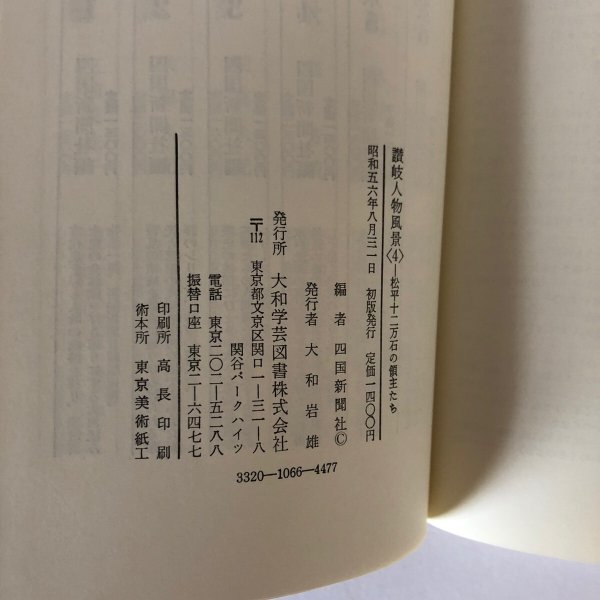 讃岐人物風景〈4〉―松平十二万石の領主たち
昭和五六年八月三一日　初版発行　定価一四〇〇円
編者　四国新聞社©
発行者　大和岩雄
発行所　大和学芸図書株式会社
〒112　東京都文京区関口一―三一―八
関谷パークハイツ
電話　東京二〇二―五二八八
振替口座　東京二―六四七七
印刷所　高長印刷
術本所　東京美術紙工
3320―1066―4477